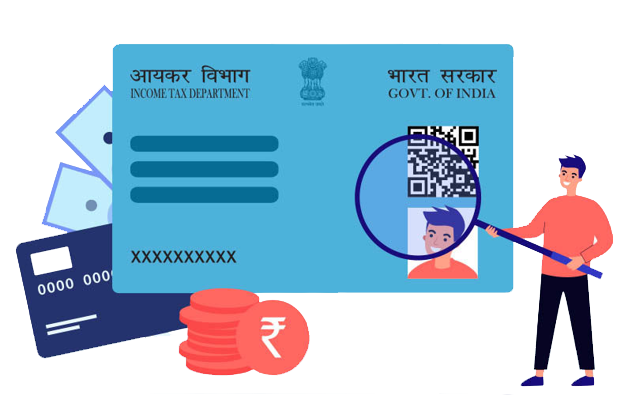 आयकर विभाग
INCOME TAX DEPARTMENT
भारत सरकार
GOVT. OF INDIA
XXXXXXXXXX
0000 0000
₹